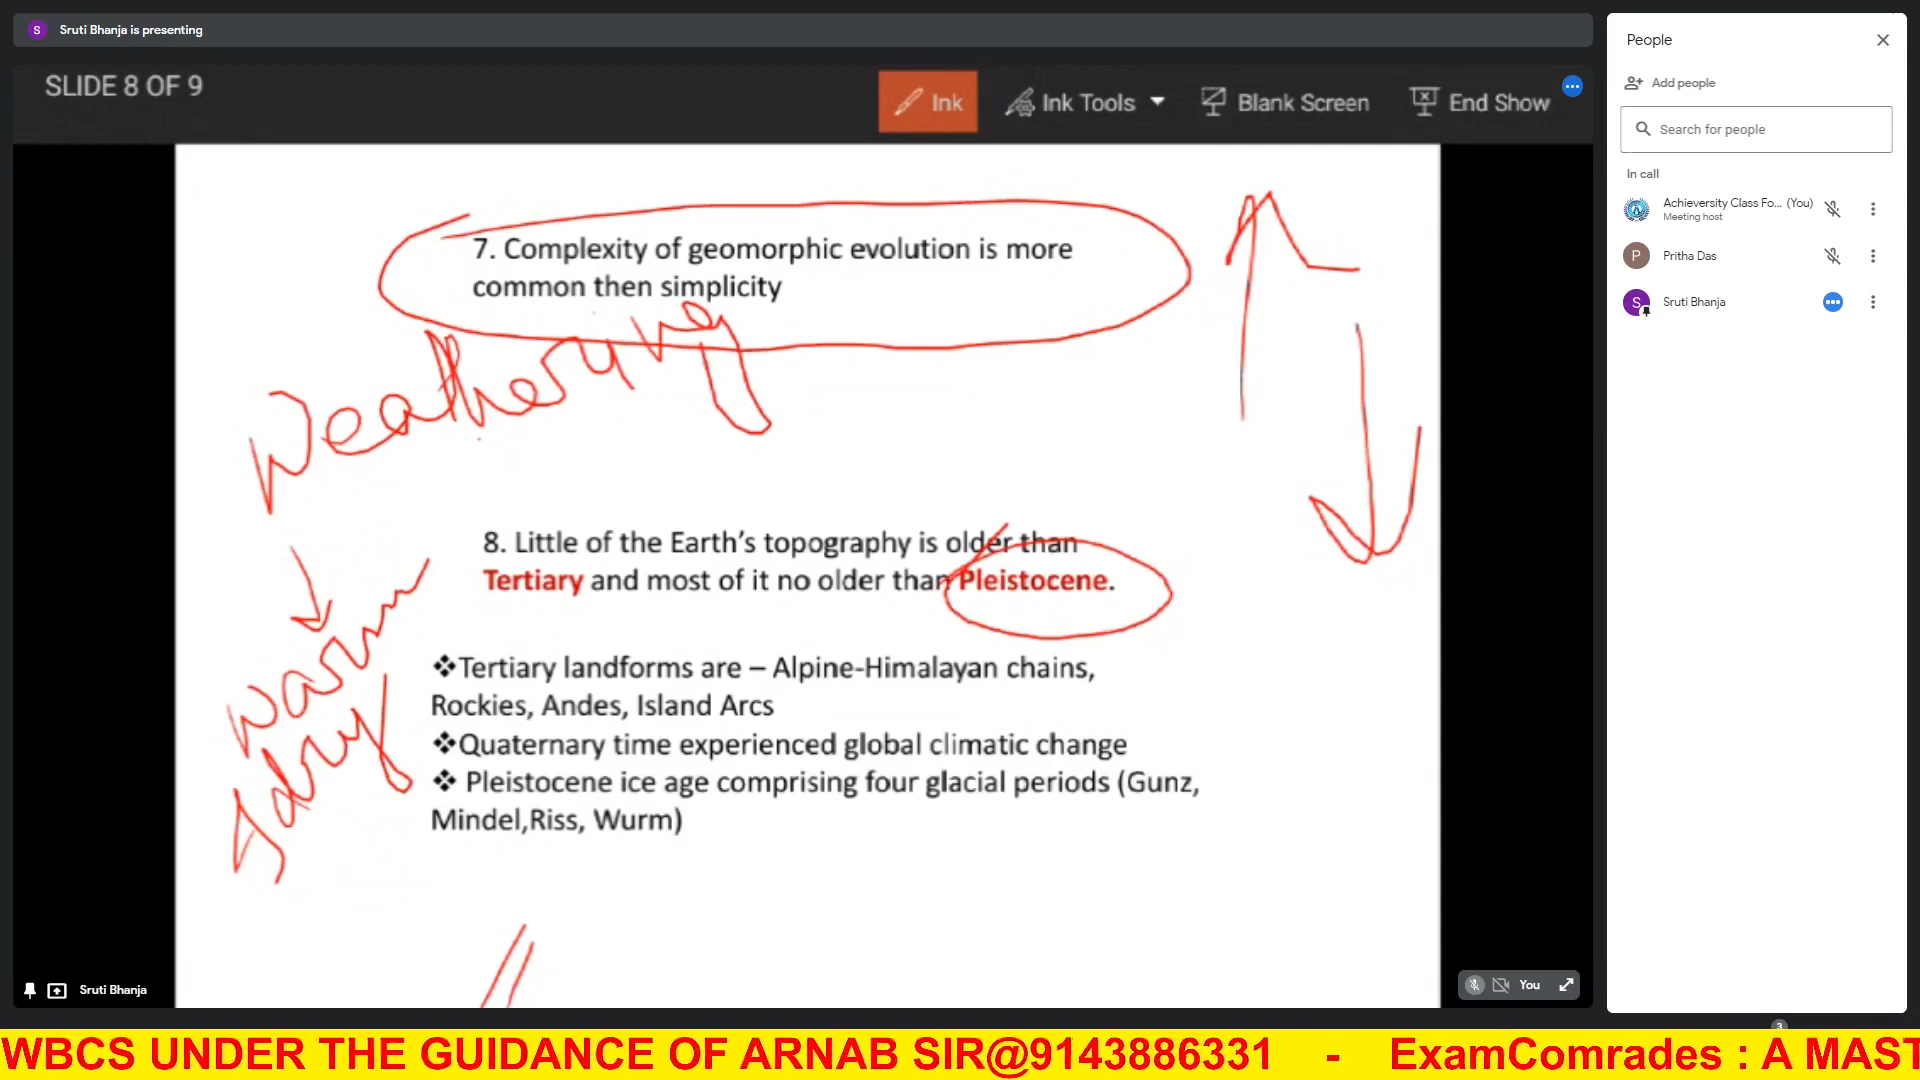 S Sruti Bhanja is presenting
SLIDE 8 OF 9
Ink
Ink Tools
Blank Screen
End Show
7. Complexity of geomorphic evolution is more
common then simplicity
Weathering
8. Little of the Earth's topography is older than
Tertiary and most of it no older than Pleistocene.
warm
dry
❖Tertiary landforms are – Alpine-Himalayan chains,
Rockies, Andes, Island Arcs
❖Quaternary time experienced global climatic change
❖ Pleistocene ice age comprising four glacial periods (Gunz,
Mindel,Riss, Wurm)
Sruti Bhanja
You
People
Add people
Search for people
In call
Achieversity Class Fo... (You)
Meeting host
P Pritha Das
S Sruti Bhanja
3
WBCS UNDER THE GUIDANCE OF ARNAB SIR@9143886331 - ExamComrades : A MAST